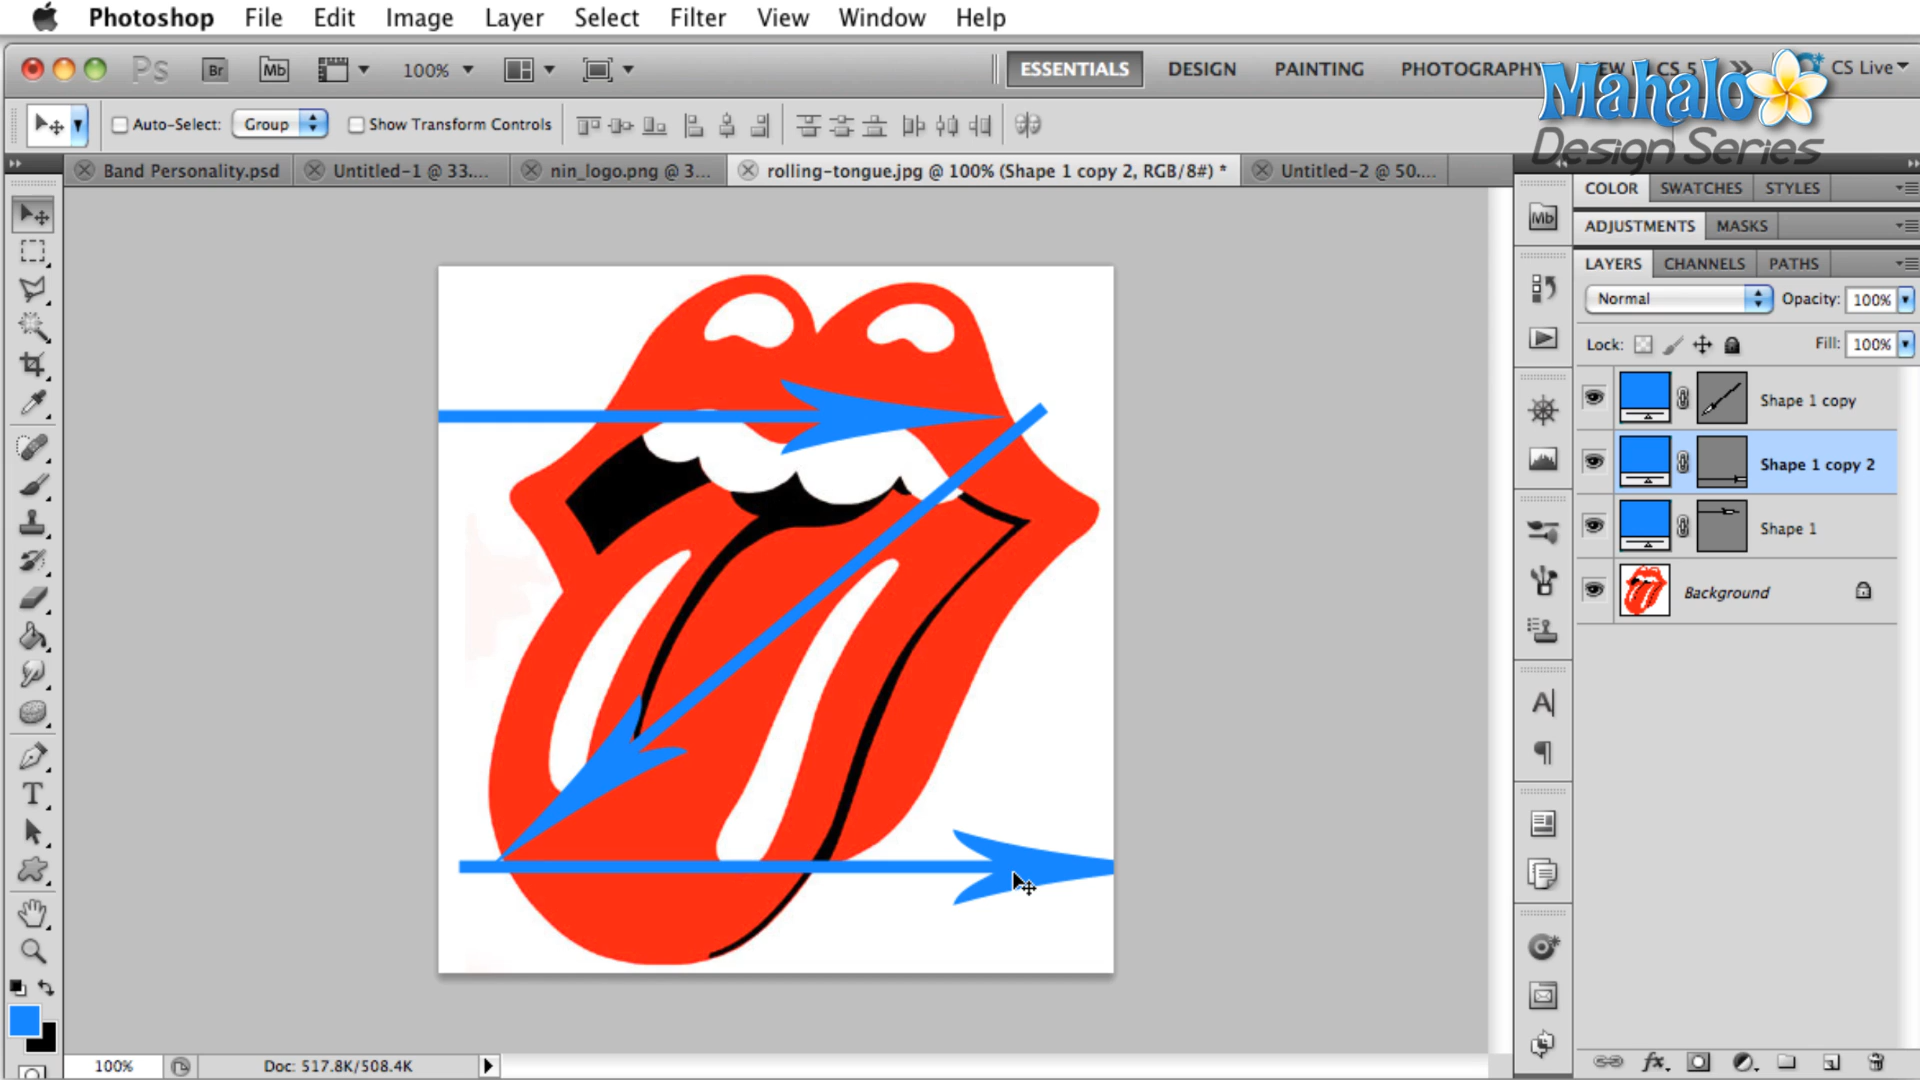 Photoshop File Edit Image Layer Select Filter View Window Help
Ps Br Mb 100% ESSENTIALS DESIGN PAINTING PHOTOGRAPHY CS 5 CS Live
Mahalo
Design Series
Auto-Select: Group Show Transform Controls
Band Personality.psd Untitled-1 @ 33.... nin_logo.png @ 3... rolling-tongue.jpg @ 100% (Shape 1 copy 2, RGB/8#) * Untitled-2 @ 50....
COLOR SWATCHES STYLES
Mb
ADJUSTMENTS MASKS
LAYERS CHANNELS PATHS
Normal Opacity: 100%
Lock: Fill: 100%
Shape 1 copy
Shape 1 copy 2
Shape 1
Background
T
A
¶
100% Doc: 517.8K/508.4K
fx